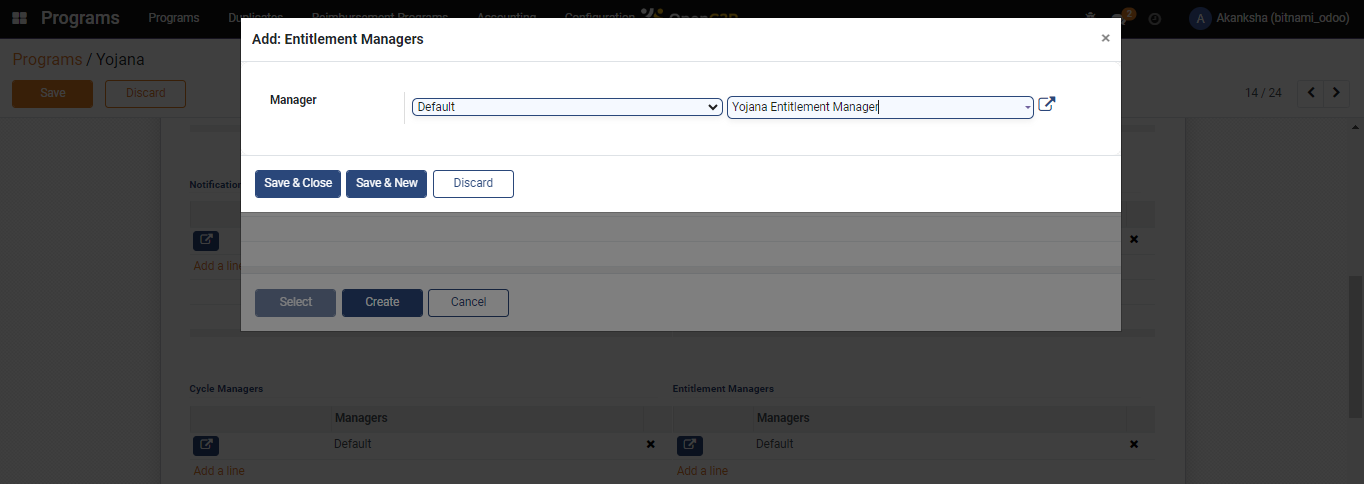 Programs Programs Duplicates Reimbursement Programs Accounting Configuration OpenG2P 2 A Akanksha (bitnami_odoo)
Add: Entitlement Managers ×
Programs / Yojana
Save Discard 14 / 24
Manager Default Yojana Entitlement Manager
Save & Close Save & New Discard
Notification
Add a line
Select Create Cancel
Cycle Managers Entitlement Managers
Managers Managers
Default Default
Add a line Add a line